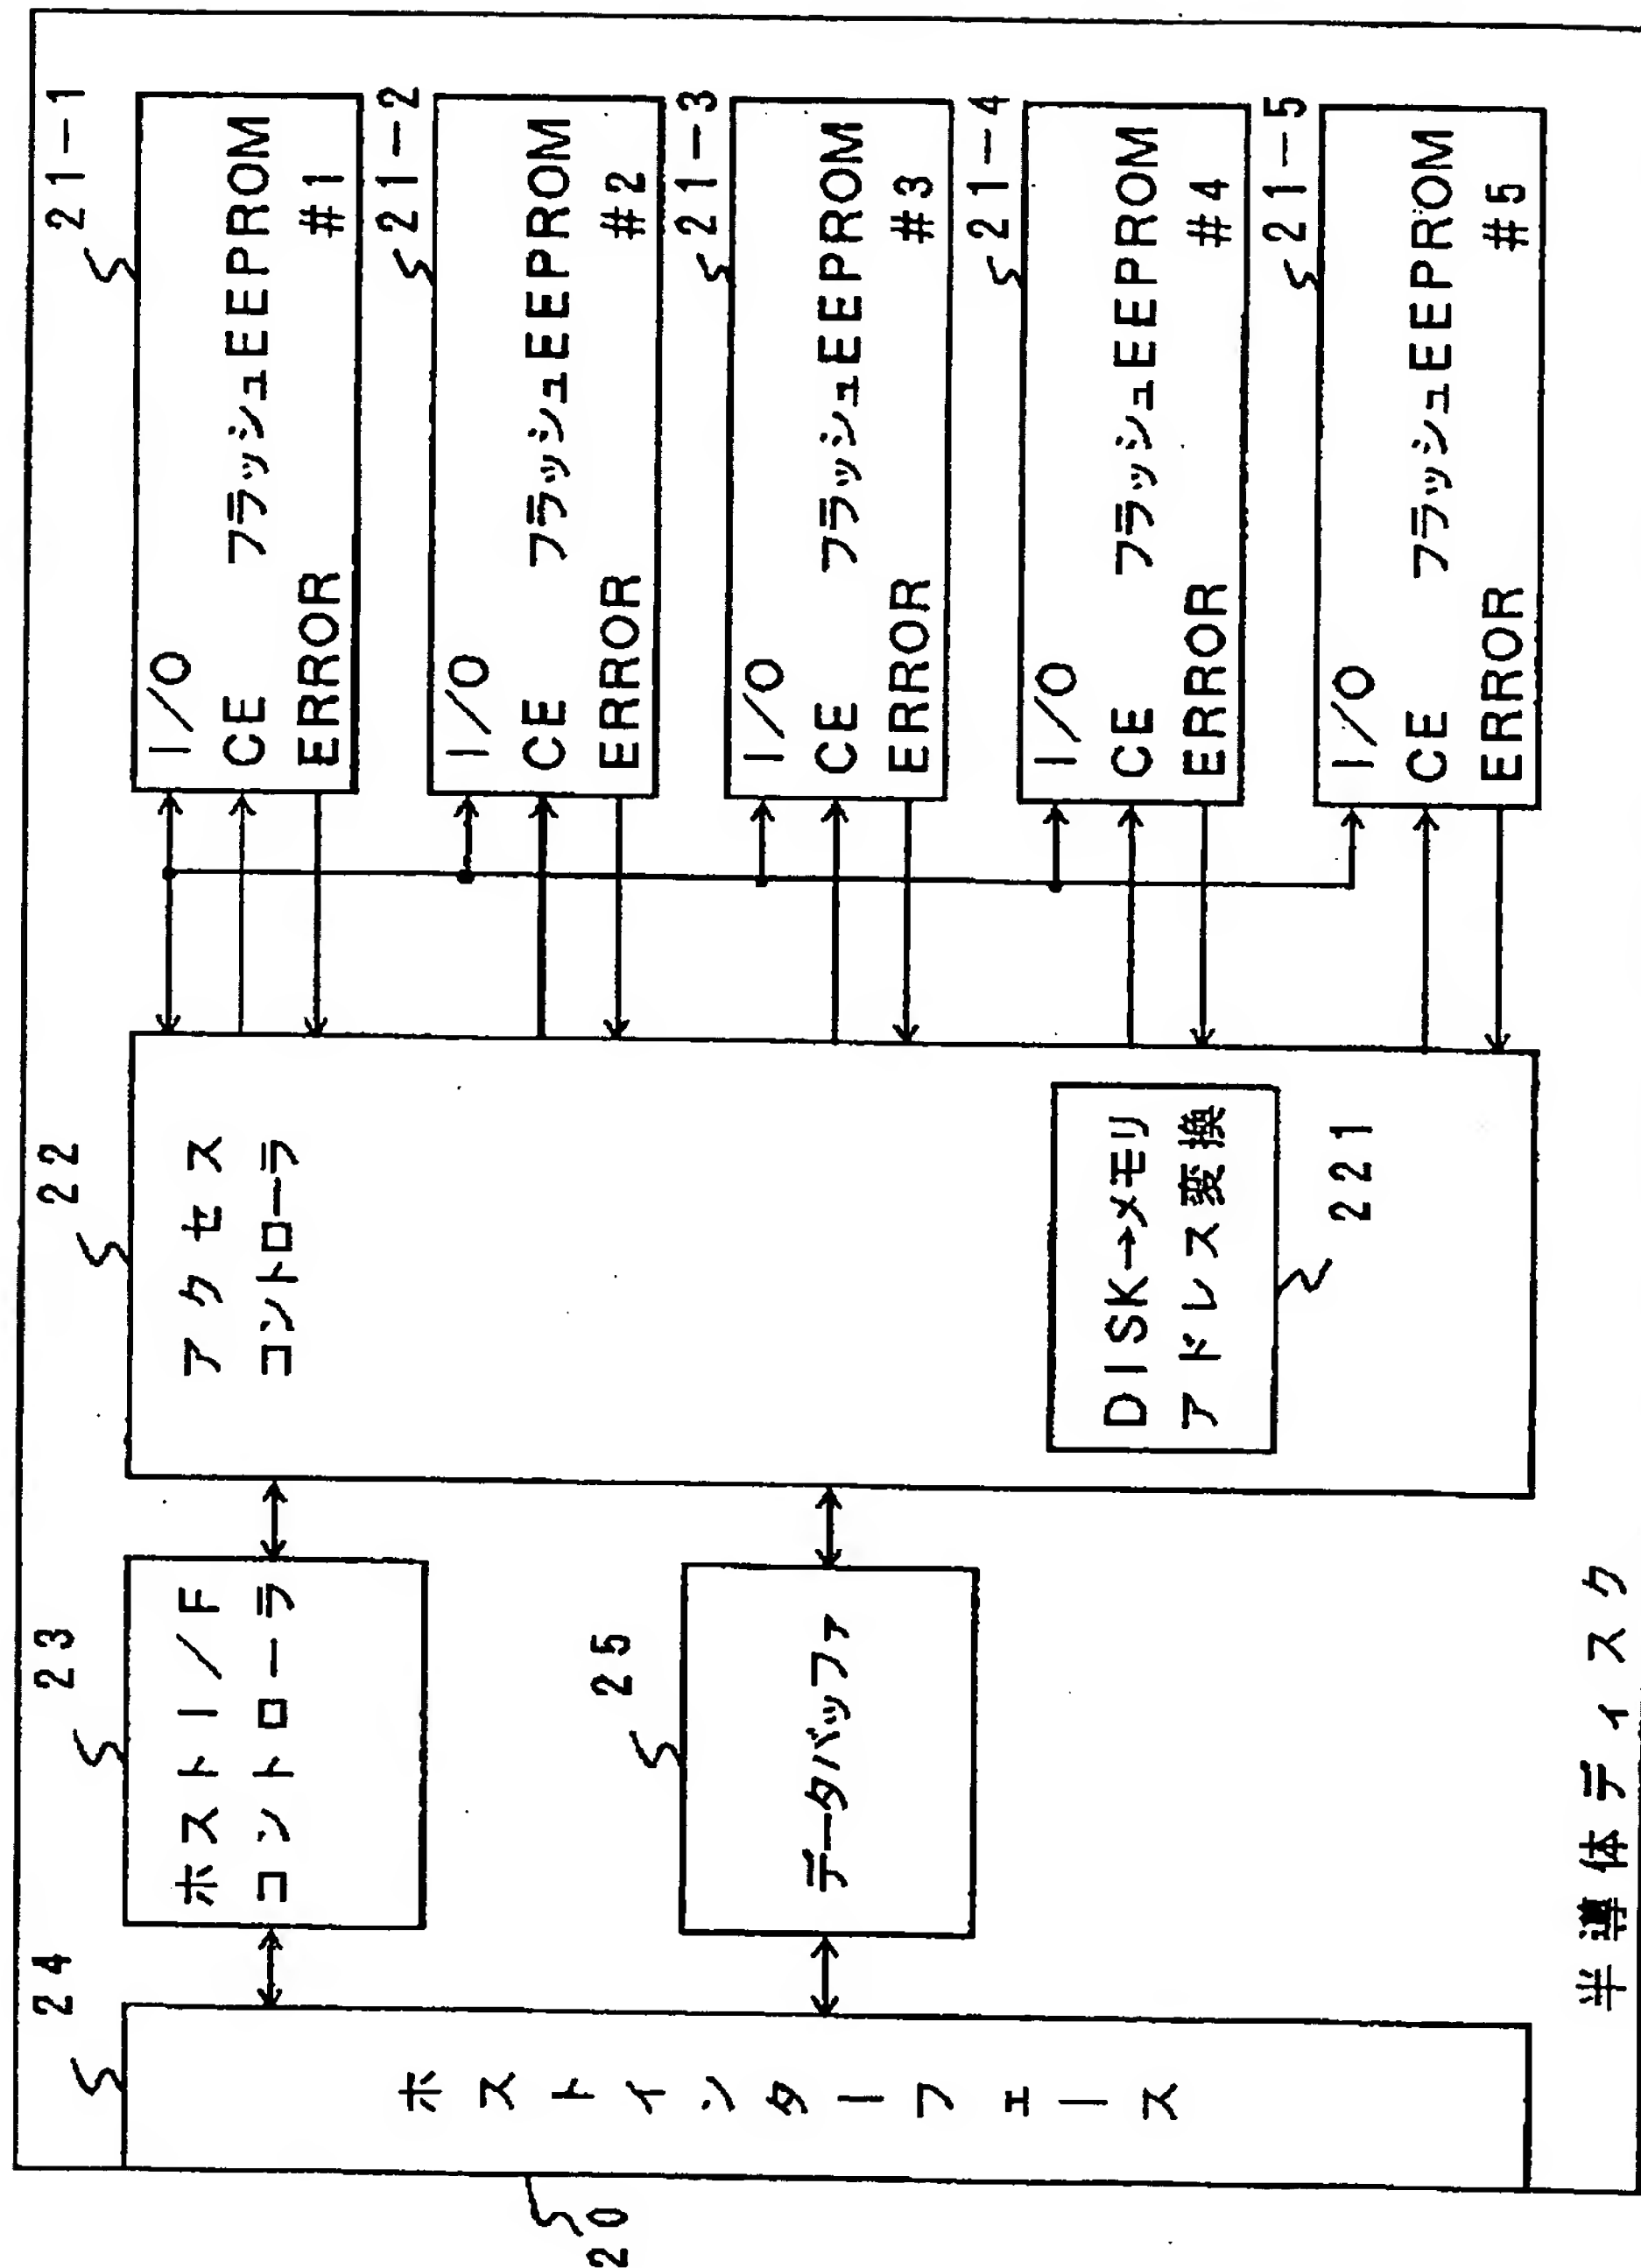 24
ホストインターフェース
20
23
ホストI/F
コントローラ
25
データバッファ
22
アクセス
コントローラ
DISK→メモリ
アドレス変換
221
21-1
I/O
CE フラッシュEEPROM
ERROR #1
21-2
I/O
CE フラッシュEEPROM
ERROR #2
21-3
I/O
CE フラッシュEEPROM
ERROR #3
21-4
I/O
CE フラッシュEEPROM
ERROR #4
21-5
I/O
CE フラッシュEEPROM
ERROR #5
半導体ディスク